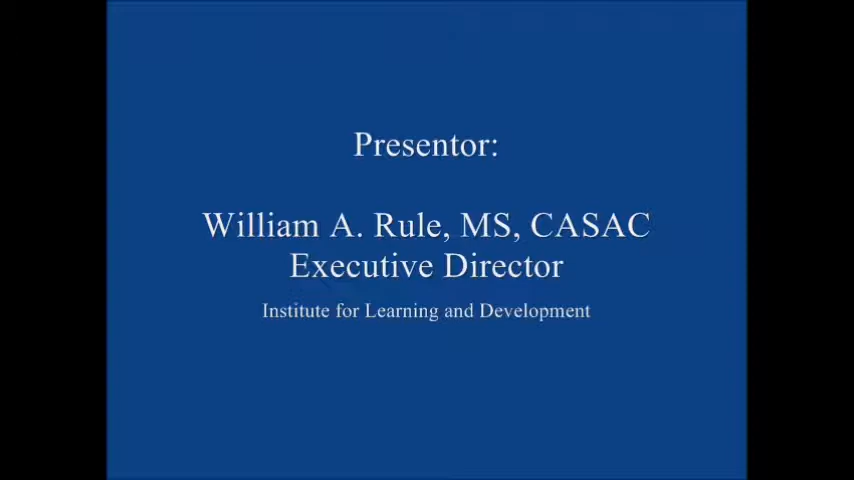 Presentor:
William A. Rule, MS, CASAC
Executive Director
Institute for Learning and Development